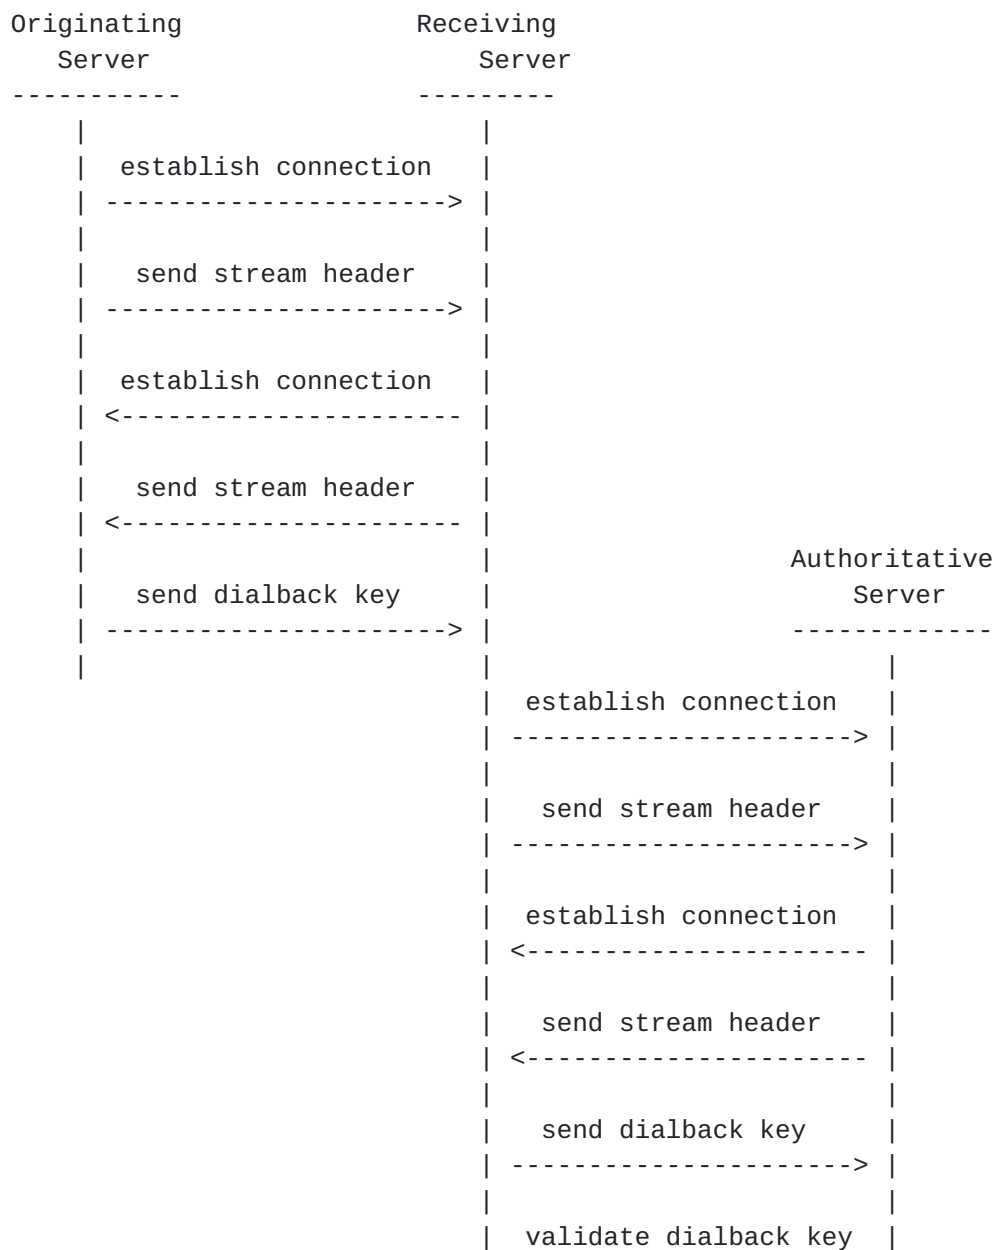 Originating                Receiving
   Server                     Server
-----------               ---------
    |                          |
    |  establish connection    |
    | ----------------------> |
    |                          |
    |   send stream header     |
    | ----------------------> |
    |                          |
    |  establish connection    |
    | <---------------------- |
    |                          |
    |   send stream header     |
    | <---------------------- |
    |                          |                   Authoritative
    |   send dialback key      |                       Server
    | ----------------------> |                   -------------
    |                          |                         |
                               |  establish connection   |
                               | ----------------------> |
                               |                         |
                               |   send stream header    |
                               | ----------------------> |
                               |                         |
                               |  establish connection   |
                               | <---------------------- |
                               |                         |
                               |   send stream header    |
                               | <---------------------- |
                               |                         |
                               |   send dialback key     |
                               | ----------------------> |
                               |                         |
                               |  validate dialback key  |